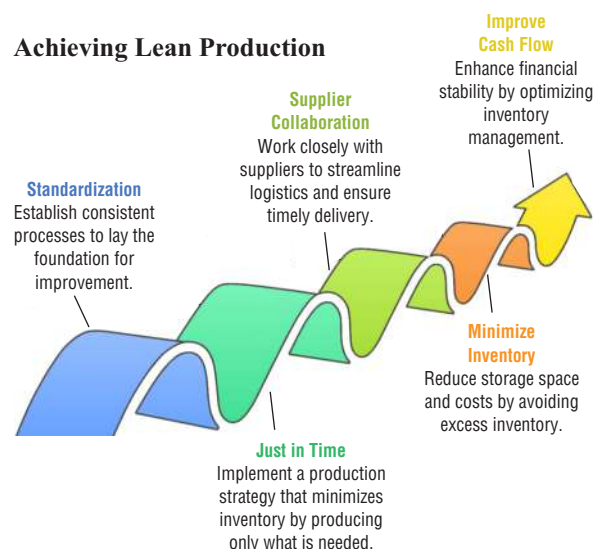 Achieving Lean Production
Standardization
Establish consistent
processes to lay the
foundation for
improvement.
Just in Time
Implement a production
strategy that minimizes
inventory by producing
only what is needed.
Supplier
Collaboration
Work closely with
suppliers to streamline
logistics and ensure
timely delivery.
Minimize
Inventory
Reduce storage space
and costs by avoiding
excess inventory.
Improve
Cash Flow
Enhance financial
stability by optimizing
inventory
management.